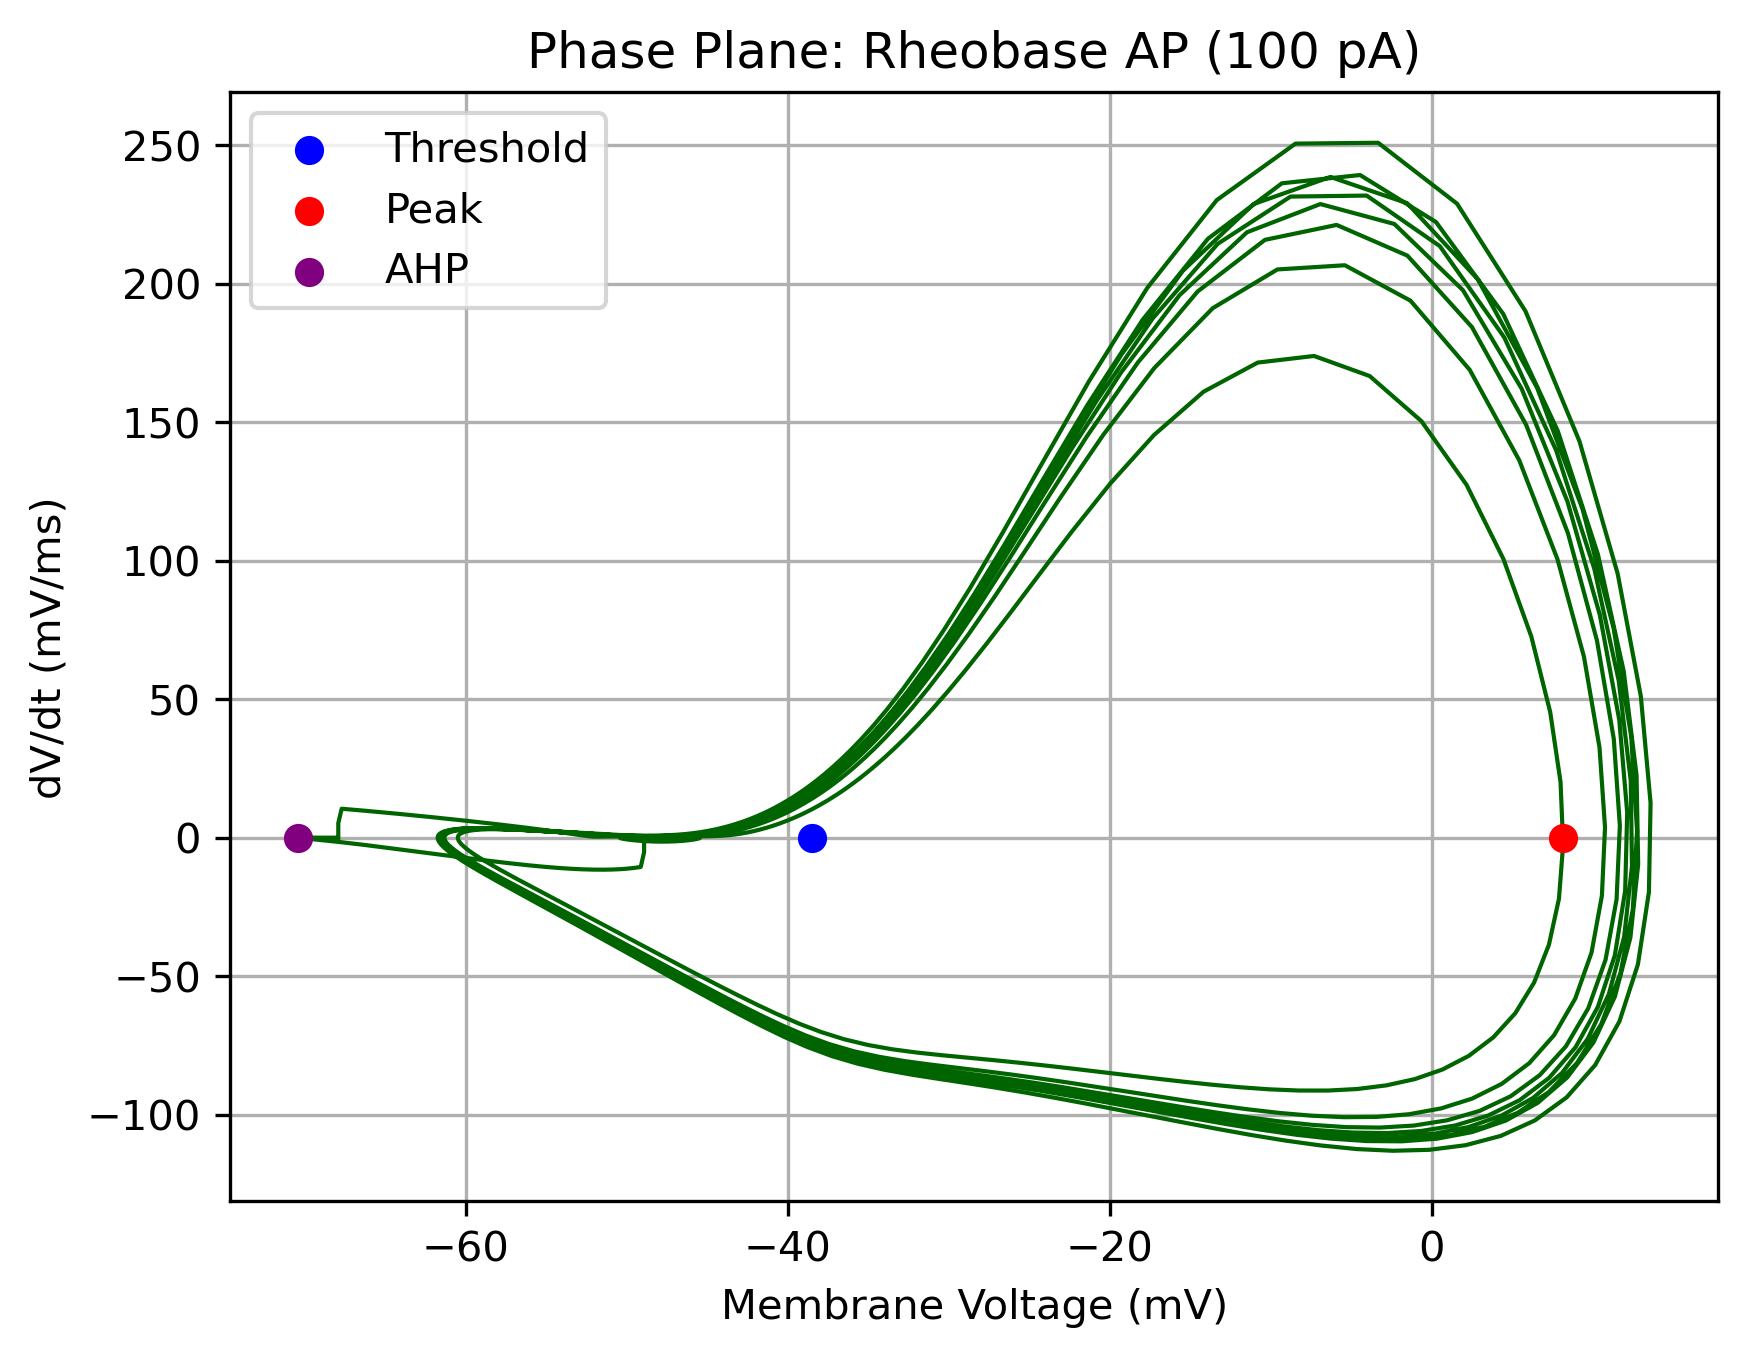 Phase Plane: Rheobase AP (100 pA)
Threshold
Peak
AHP
250
200
150
100
50
0
−50
−100
dV/dt (mV/ms)
−60
−40
−20
0
Membrane Voltage (mV)